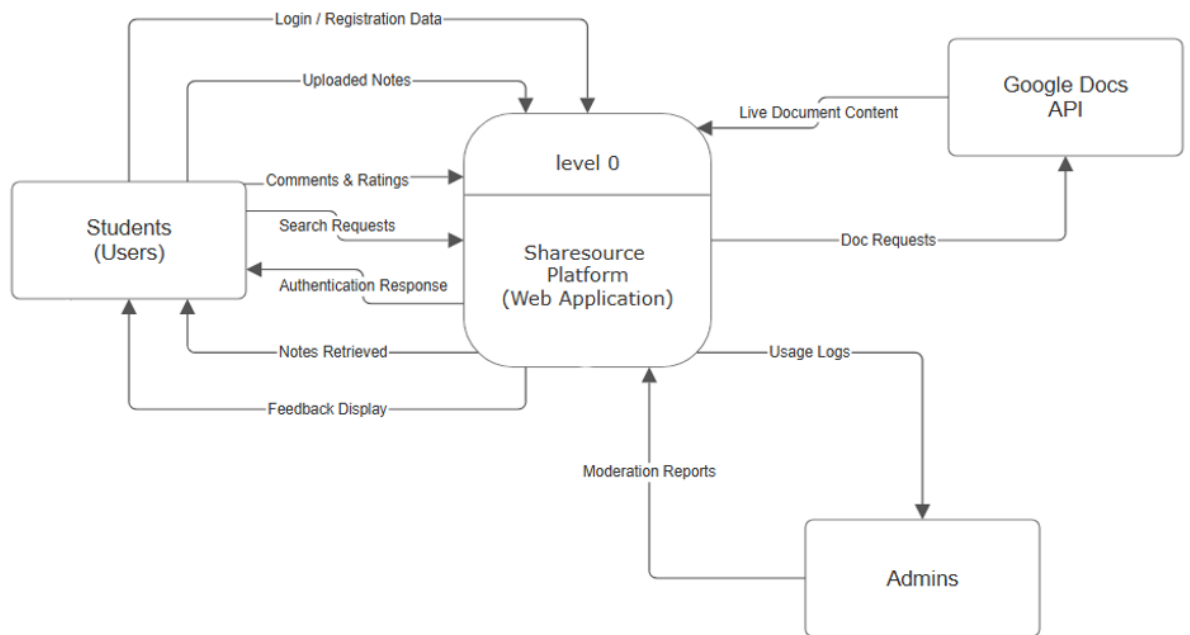 Login / Registration Data
Uploaded Notes
Google Docs
API
Live Document Content
level 0
Comments & Ratings
Students
(Users)
Search Requests
Doc Requests
Sharesource
Platform
(Web Application)
Authentication Response
Notes Retrieved
Usage Logs
Feedback Display
Moderation Reports
Admins